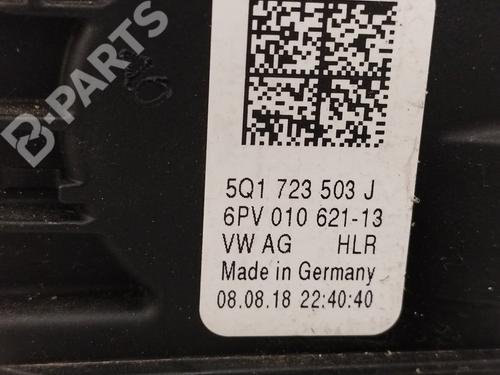 B-PARTS
5Q1 723 503 J
6PV 010 621-13
VW AG HLR
Made in Germany
08.08.18 22:40:40